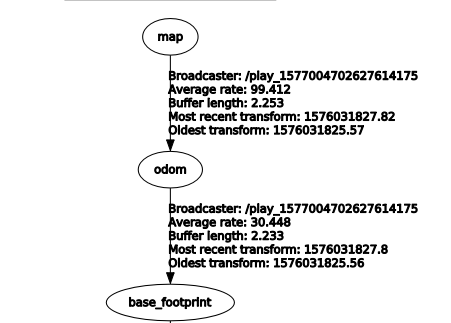 map
Broadcaster: /play_1577004702627614175
Average rate: 99.412
Buffer length: 2.253
Most recent transform: 1576031827.82
Oldest transform: 1576031825.57
odom
Broadcaster: /play_1577004702627614175
Average rate: 30.448
Buffer length: 2.233
Most recent transform: 1576031827.8
Oldest transform: 1576031825.56
base_footprint